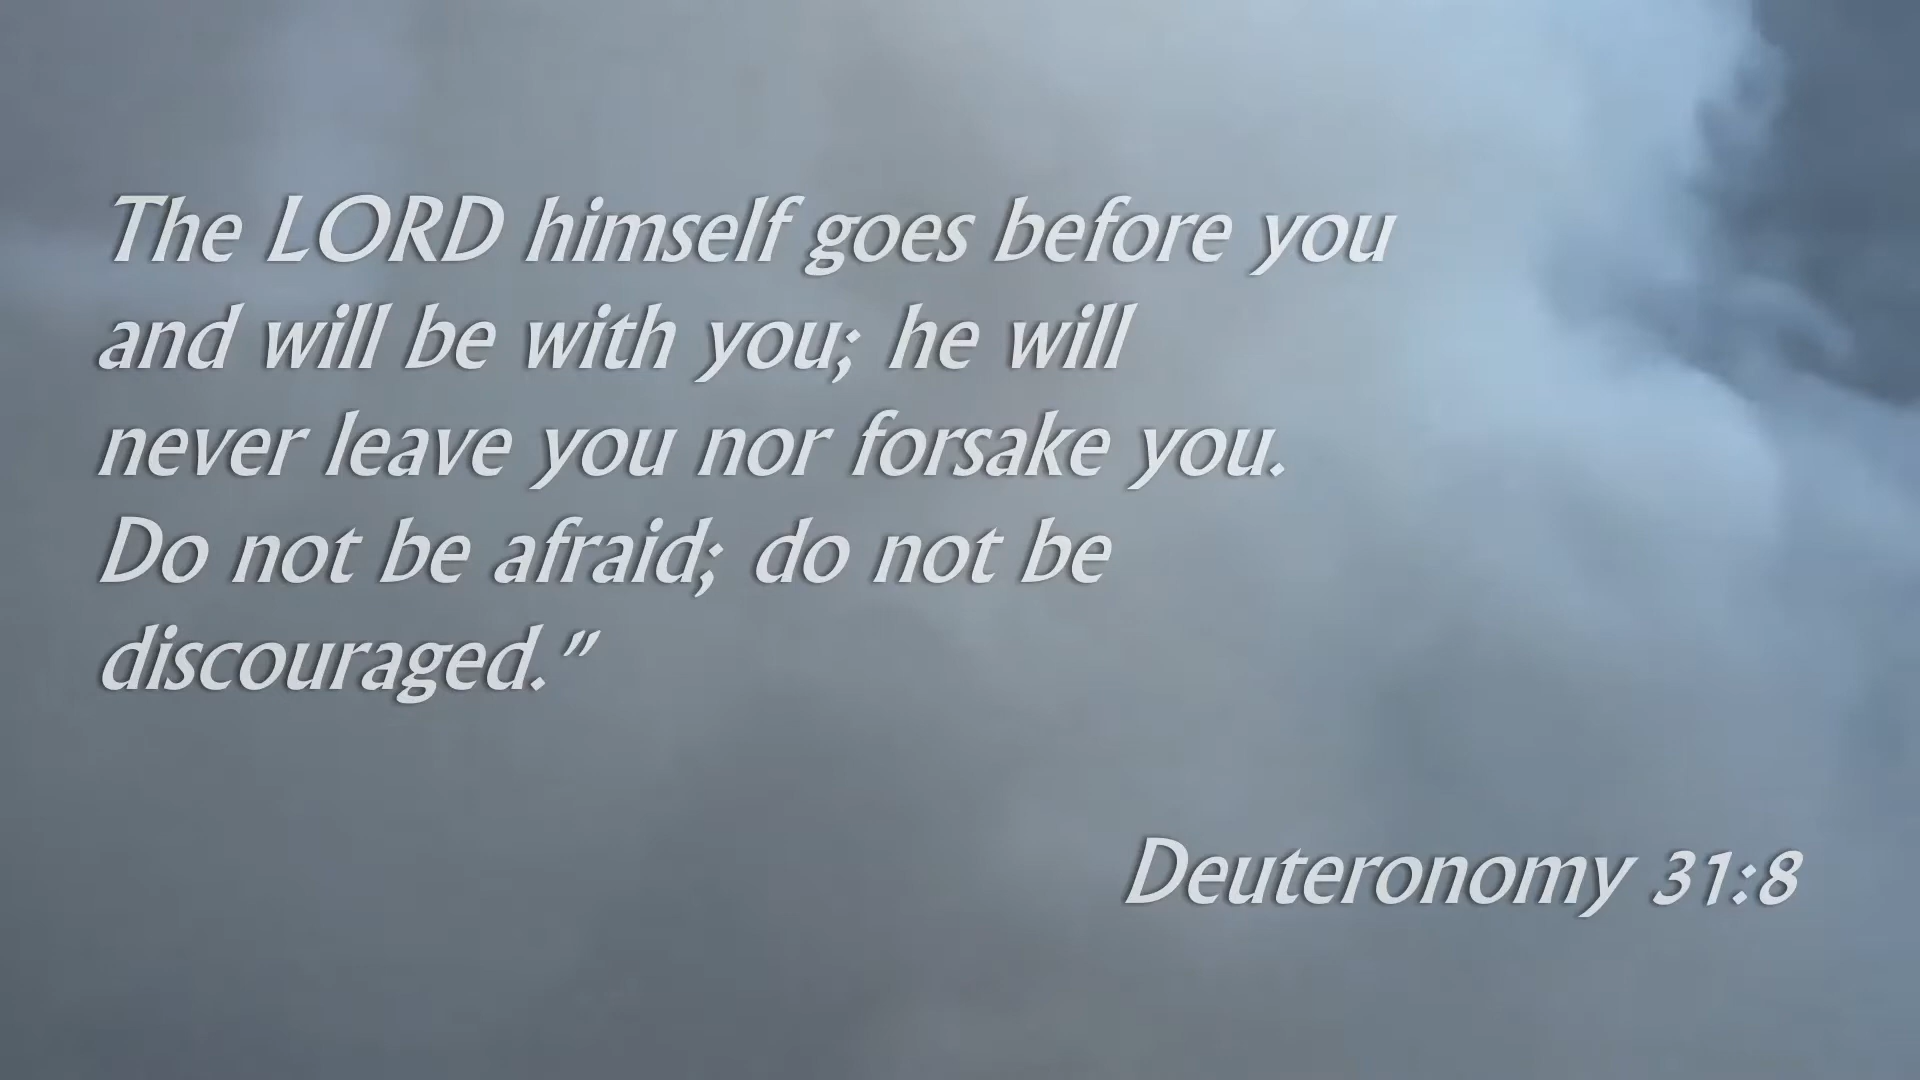 The LORD himself goes before you
and will be with you; he will
never leave you nor forsake you.
Do not be afraid; do not be
discouraged.”
Deuteronomy 31:8